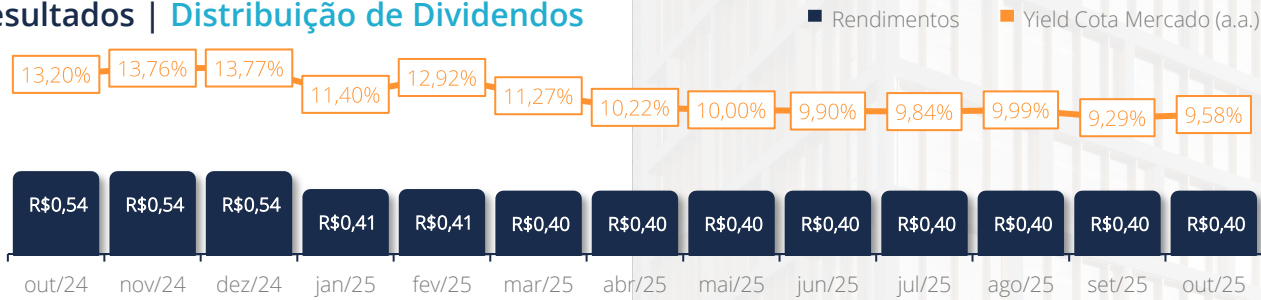 esultados | Distribuição de Dividendos
Rendimentos Yield Cota Mercado (a.a.)
13,20% 13,76% 13,77% 11,40% 12,92% 11,27% 10,22% 10,00% 9,90% 9,84% 9,99% 9,29% 9,58%
R$0,54 R$0,54 R$0,54 R$0,41 R$0,41 R$0,40 R$0,40 R$0,40 R$0,40 R$0,40 R$0,40 R$0,40 R$0,40
out/24 nov/24 dez/24 jan/25 fev/25 mar/25 abr/25 mai/25 jun/25 jul/25 ago/25 set/25 out/25